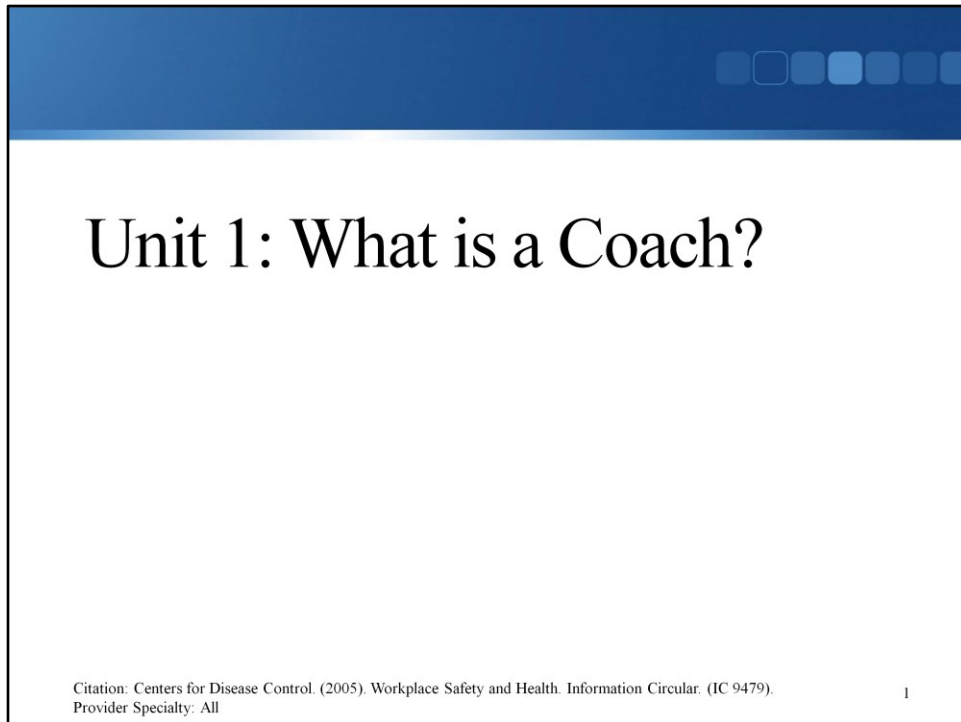 Unit 1: What is a Coach?
Citation: Centers for Disease Control. (2005). Workplace Safety and Health. Information Circular. (IC 9479).
Provider Specialty: All
1